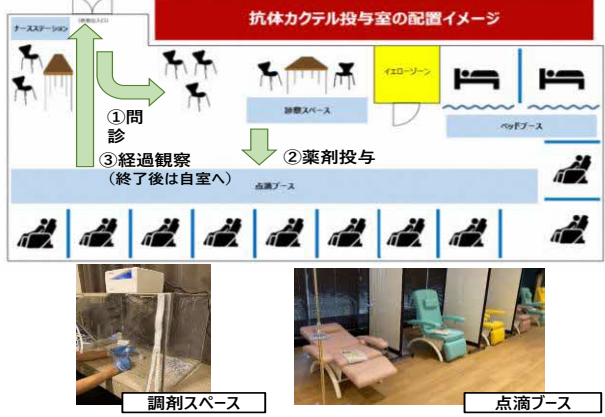 抗体カクテル投与室の配置イメージ
ナースステーション
イエローゾーン
診察スペース
ベッドブース
①問
診
②薬剤投与
③経過観察
（終了後は自室へ）
点滴ブース
調剤スペース
点滴ブース